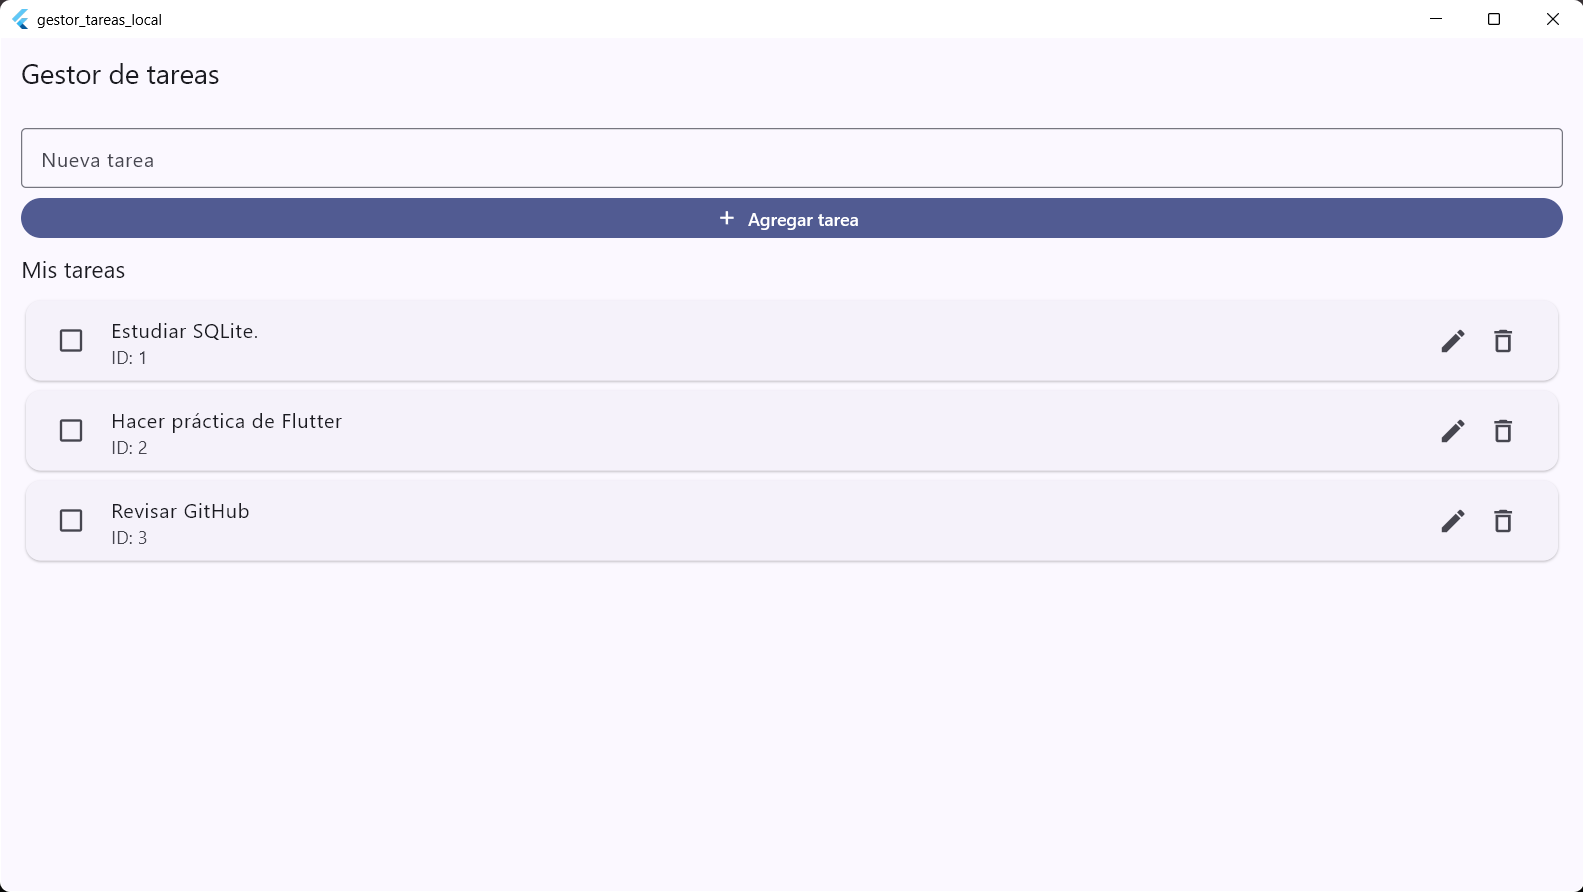 gestor_tareas_local
Gestor de tareas
Nueva tarea
+ Agregar tarea
Mis tareas
Estudiar SQLite.
ID: 1
Hacer práctica de Flutter
ID: 2
Revisar GitHub
ID: 3